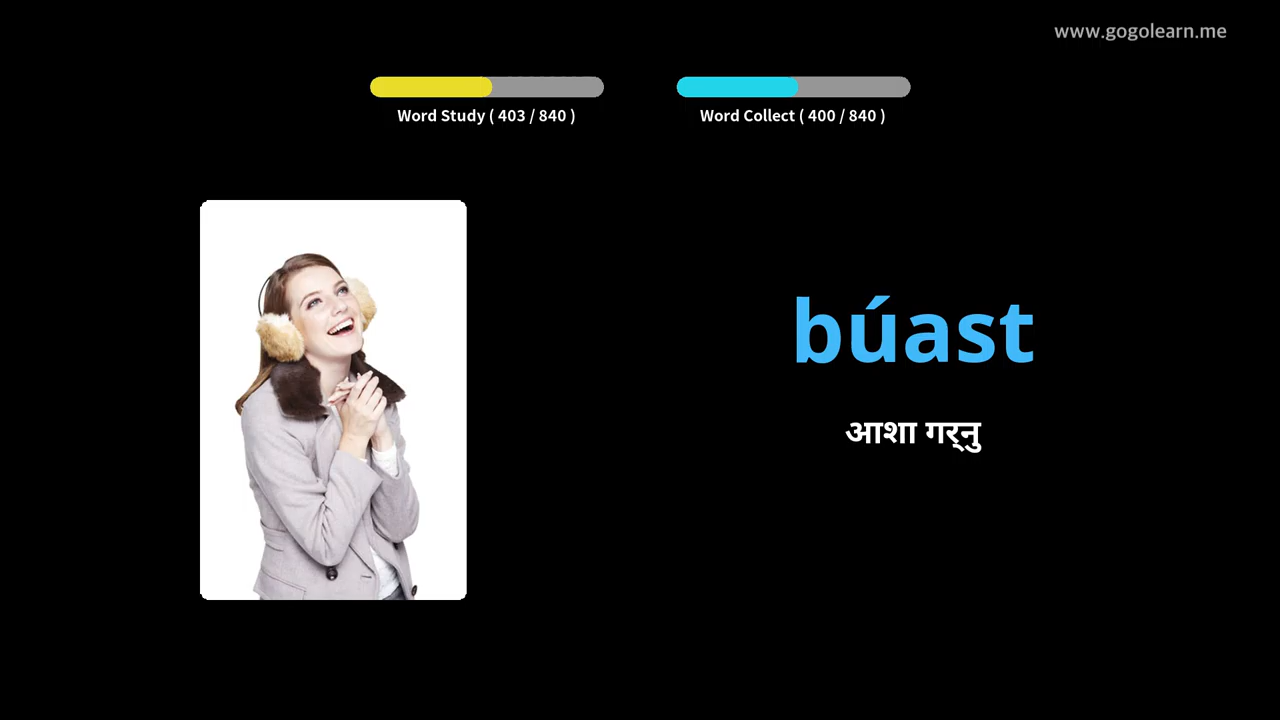 www.gogolearn.me
Word Study ( 403 / 840 )
Word Collect ( 400 / 840 )
búast
आशा गर्‍नु